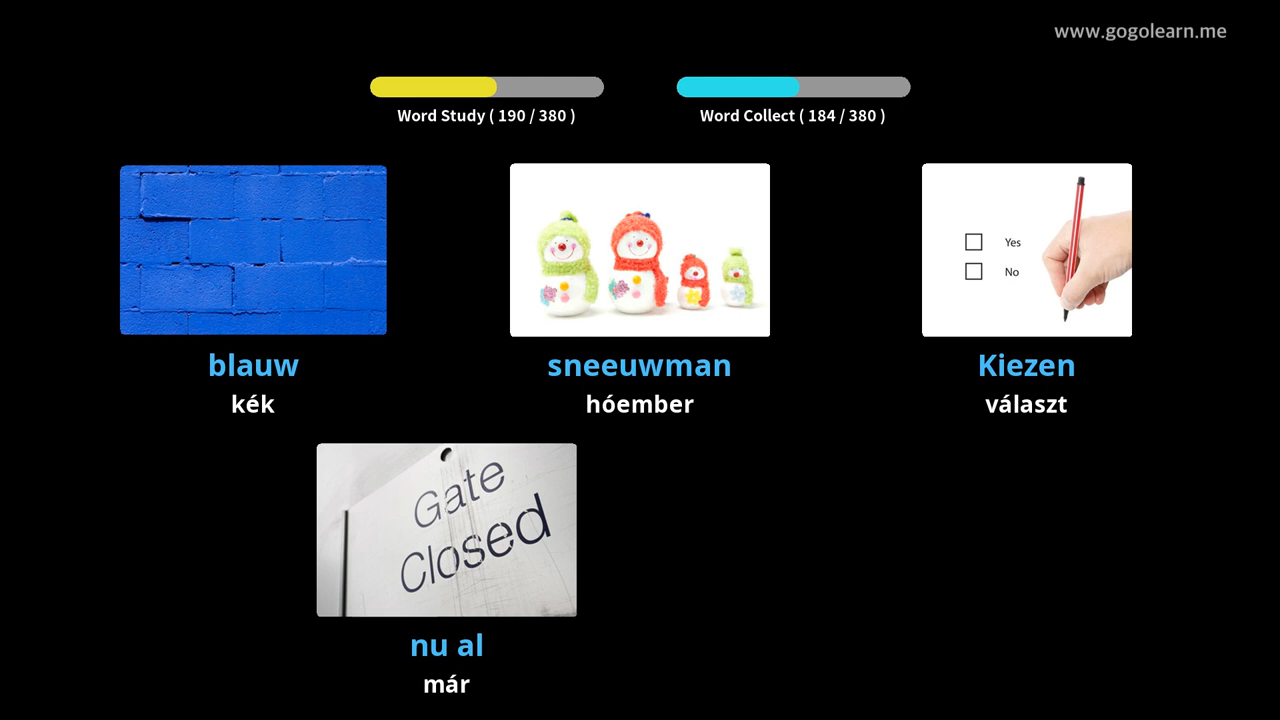 www.gogolearn.me
Word Study ( 190 / 380 )
Word Collect ( 184 / 380 )
Yes
No
blauw
kék
sneeuwman
hóember
Kiezen
választ
Gate
Closed
nu al
már